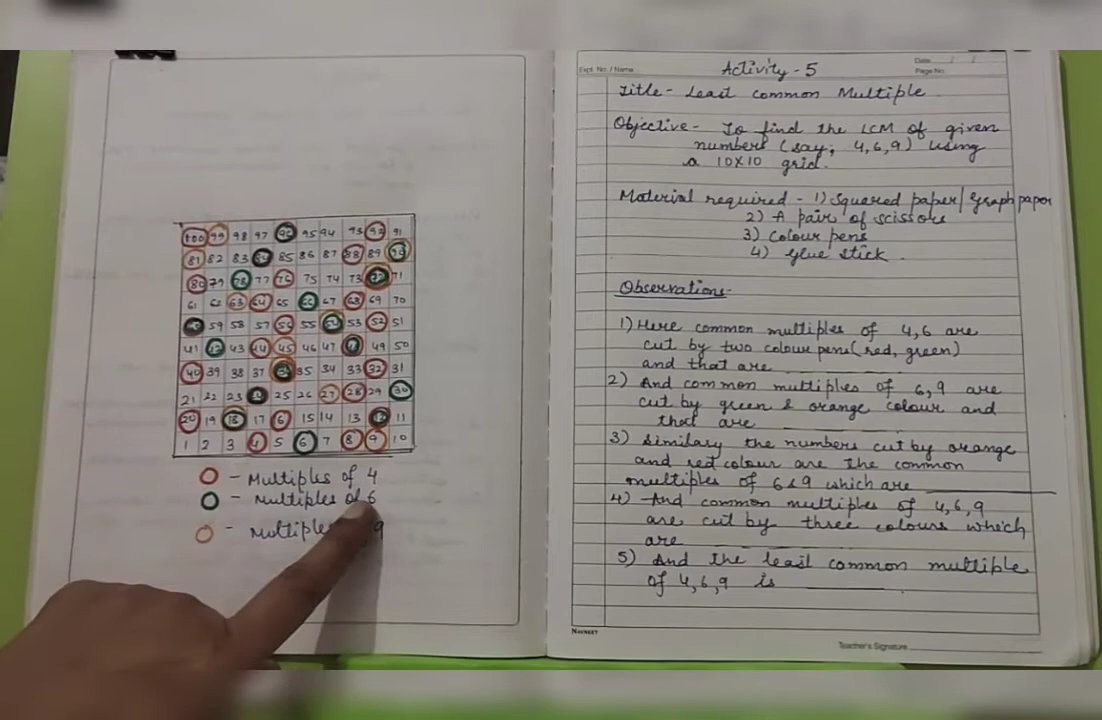 100 99 98 97 96 95 94 93 92 91
81 82 83 84 85 86 87 88 89 90
80 79 78 77 76 75 74 73 72 71
61 62 63 64 65 66 67 68 69 70
60 59 58 57 56 55 54 53 52 51
41 42 43 44 45 46 47 48 49 50
40 39 38 37 36 35 34 33 32 31
21 22 23 24 25 26 27 28 29 30
20 19 18 17 16 15 14 13 12 11
1 2 3 4 5 6 7 8 9 10
- Multiples of 4
- Multiples of 6
- Multiples 9
Expt. No. / Name
Date
Page No.
Activity - 5
Title - Least common Multiple
Objective - To find the LCM of given
numbers (say; 4,6,9) using
a 10X10 grid.
Material required - 1) Squared paper/graph paper
2) A pair of scissors
3) Colour pens
4) Glue stick.
Observations -
1) Here common multiples of 4,6 are
cut by two colour pens (red, green)
and that are
2) And common multiples of 6,9 are
cut by green & orange colour and
that are
3) Similary the numbers cut by orange
and red colour are the common
multiples of 6&9 which are
4) And common multiples of 4,6,9
are cut by three colours which
are
5) And the least common multiple
of 4,6,9 is
Teacher's Signature